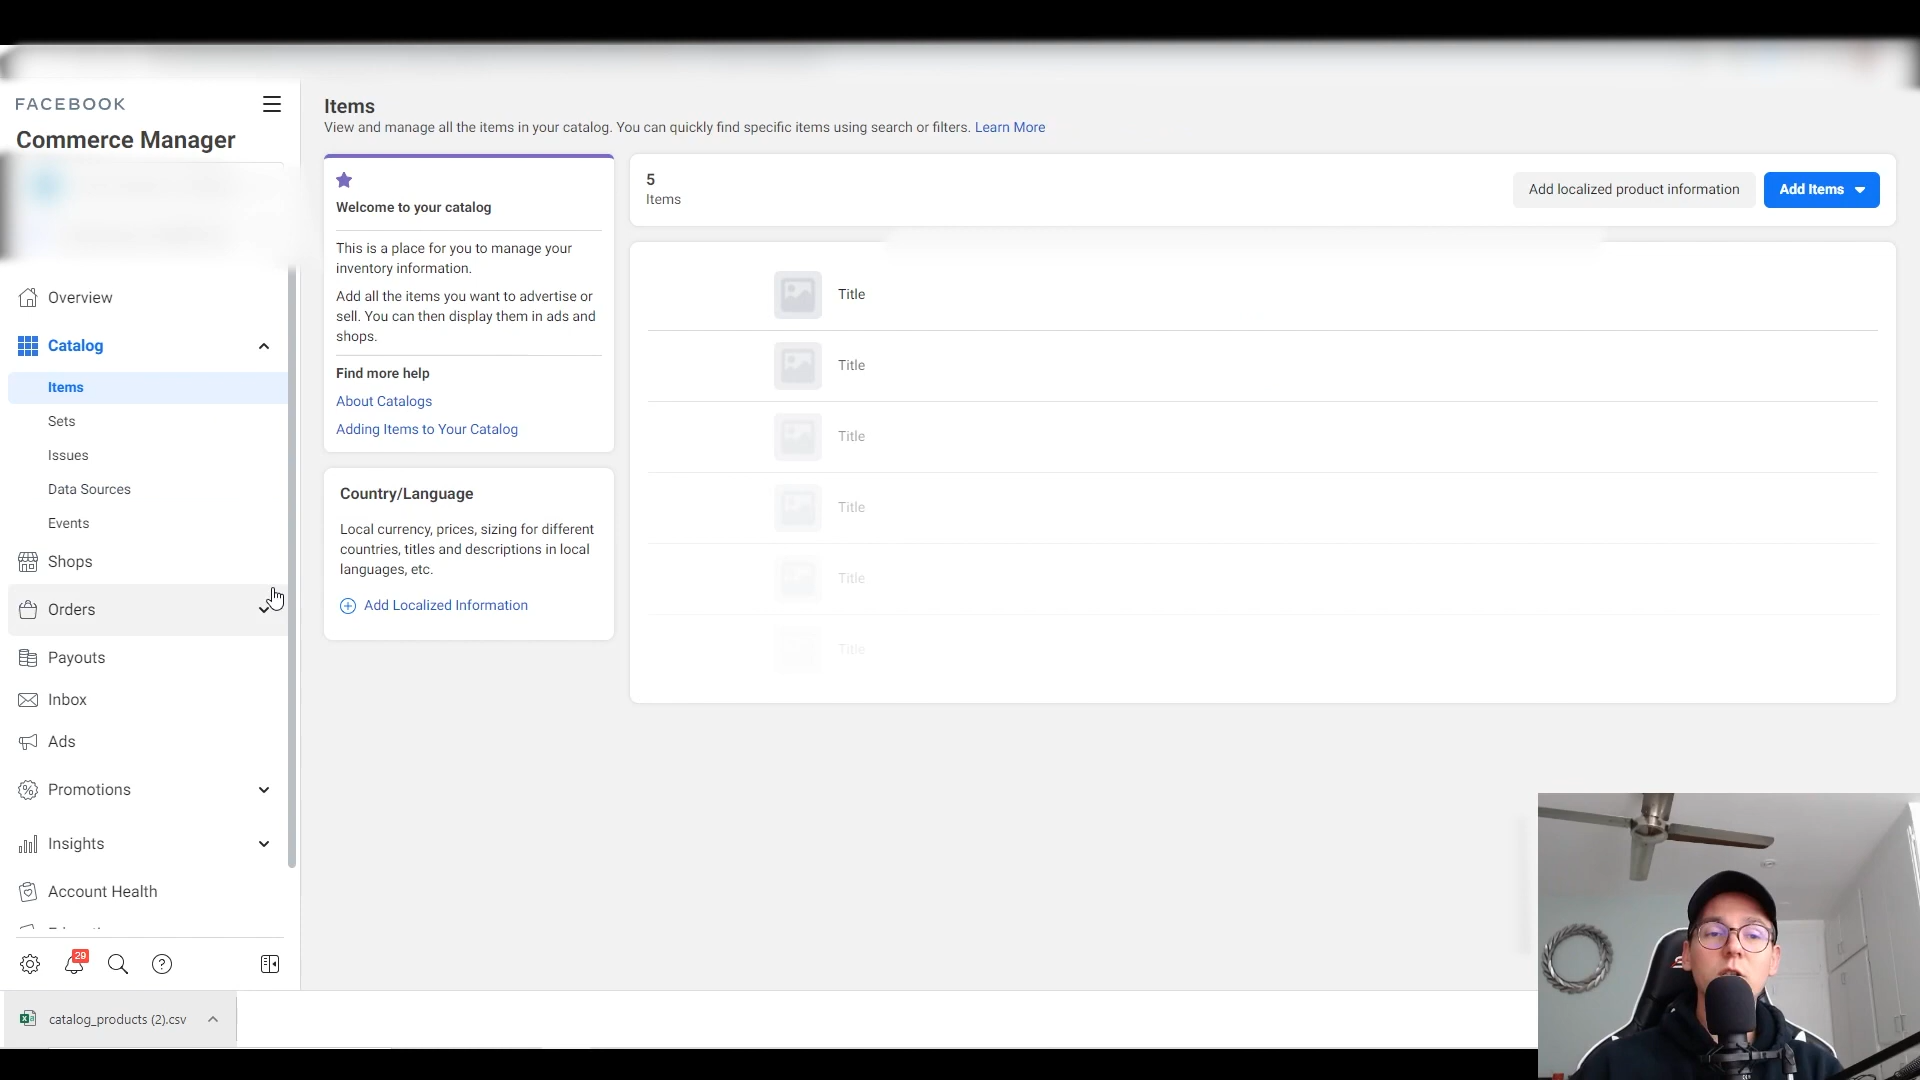 FACEBOOK
Commerce Manager
Overview
Catalog
Items
Sets
Issues
Data Sources
Events
Shops
Orders
Payouts
Inbox
Ads
Promotions
Insights
Account Health
29
catalog_products (2).csv
Items
View and manage all the items in your catalog. You can quickly find specific items using search or filters. Learn More
Welcome to your catalog
This is a place for you to manage your
inventory information.
Add all the items you want to advertise or
sell. You can then display them in ads and
shops.
Find more help
About Catalogs
Adding Items to Your Catalog
Country/Language
Local currency, prices, sizing for different
countries, titles and descriptions in local
languages, etc.
Add Localized Information
5
Items
Add localized product information
Add Items
Title
Title
Title
Title
Title
Title